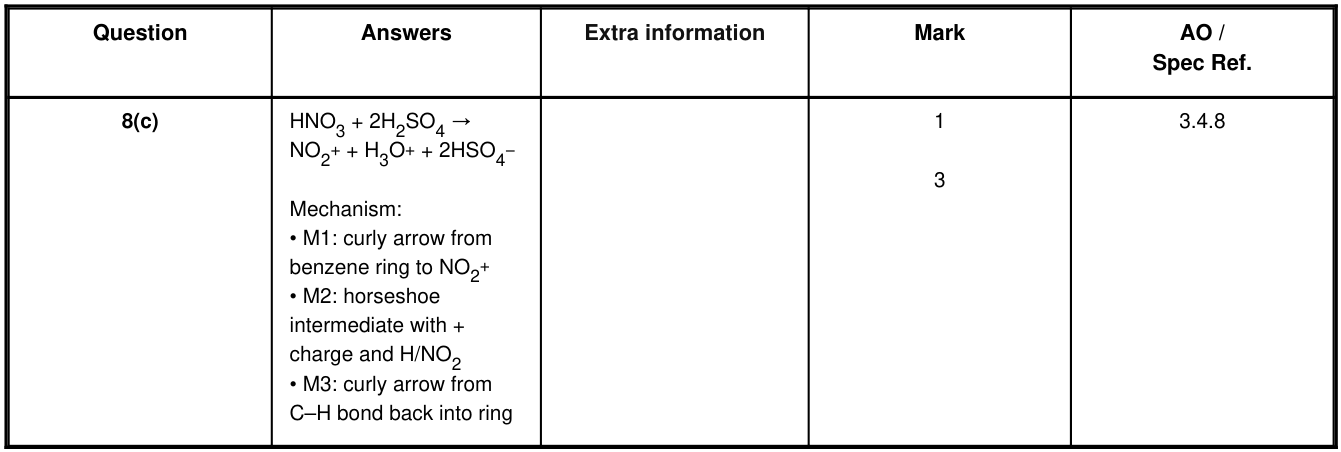 Question Answers Extra information Mark AO /
Spec Ref.
8(c) HNO₃ + 2H₂SO₄ → 1 3.4.8
NO₂⁺ + H₃O⁺ + 2HSO₄⁻
3
Mechanism:
• M1: curly arrow from
benzene ring to NO₂⁺
• M2: horseshoe
intermediate with +
charge and H/NO₂
• M3: curly arrow from
C–H bond back into ring